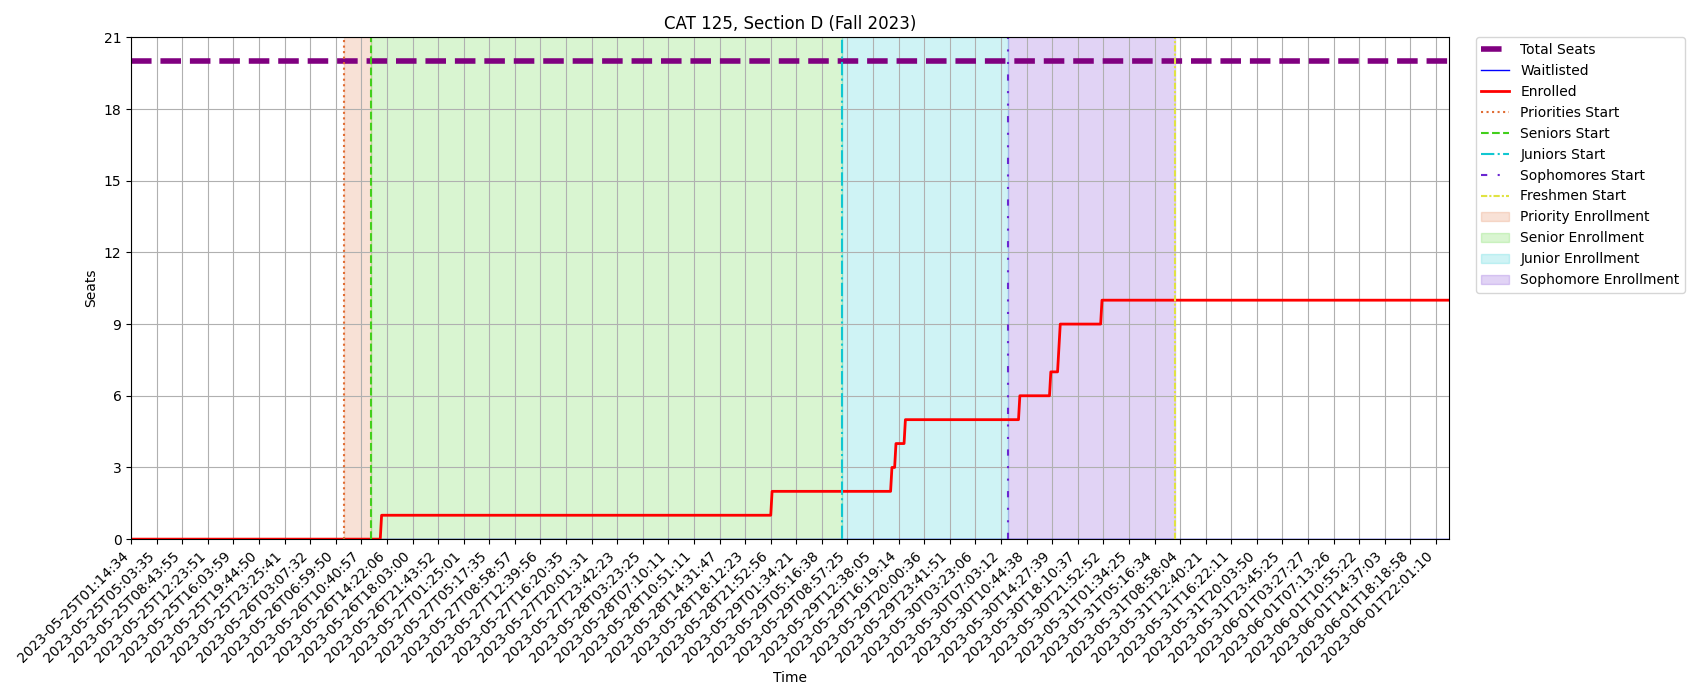 CAT 125, Section D (Fall 2023)
Seats
21
18
15
12
9
6
3
0
2023-05-25T01:14:34
2023-05-25T05:03:35
2023-05-25T08:43:55
2023-05-25T12:23:51
2023-05-25T16:03:59
2023-05-25T19:44:50
2023-05-25T23:25:41
2023-05-26T03:07:32
2023-05-26T06:59:50
2023-05-26T10:40:57
2023-05-26T14:22:06
2023-05-26T18:03:00
2023-05-26T21:43:52
2023-05-27T01:25:01
2023-05-27T05:17:35
2023-05-27T08:58:57
2023-05-27T12:39:56
2023-05-27T16:20:35
2023-05-27T20:01:31
2023-05-27T23:42:23
2023-05-28T03:23:25
2023-05-28T07:10:11
2023-05-28T10:51:11
2023-05-28T14:31:47
2023-05-28T18:12:23
2023-05-28T21:52:56
2023-05-29T01:34:21
2023-05-29T05:16:38
2023-05-29T08:57:25
2023-05-29T12:38:05
2023-05-29T16:19:14
2023-05-29T20:00:36
2023-05-29T23:41:51
2023-05-30T03:23:06
2023-05-30T07:03:12
2023-05-30T10:44:38
2023-05-30T14:27:39
2023-05-30T18:10:37
2023-05-30T21:52:52
2023-05-31T01:34:25
2023-05-31T05:16:34
2023-05-31T08:58:04
2023-05-31T12:40:21
2023-05-31T16:22:11
2023-05-31T20:03:50
2023-05-31T23:45:25
2023-06-01T03:27:27
2023-06-01T07:13:26
2023-06-01T10:55:22
2023-06-01T14:37:03
2023-06-01T18:18:58
2023-06-01T22:01:10
Time
Total Seats
Waitlisted
Enrolled
Priorities Start
Seniors Start
Juniors Start
Sophomores Start
Freshmen Start
Priority Enrollment
Senior Enrollment
Junior Enrollment
Sophomore Enrollment